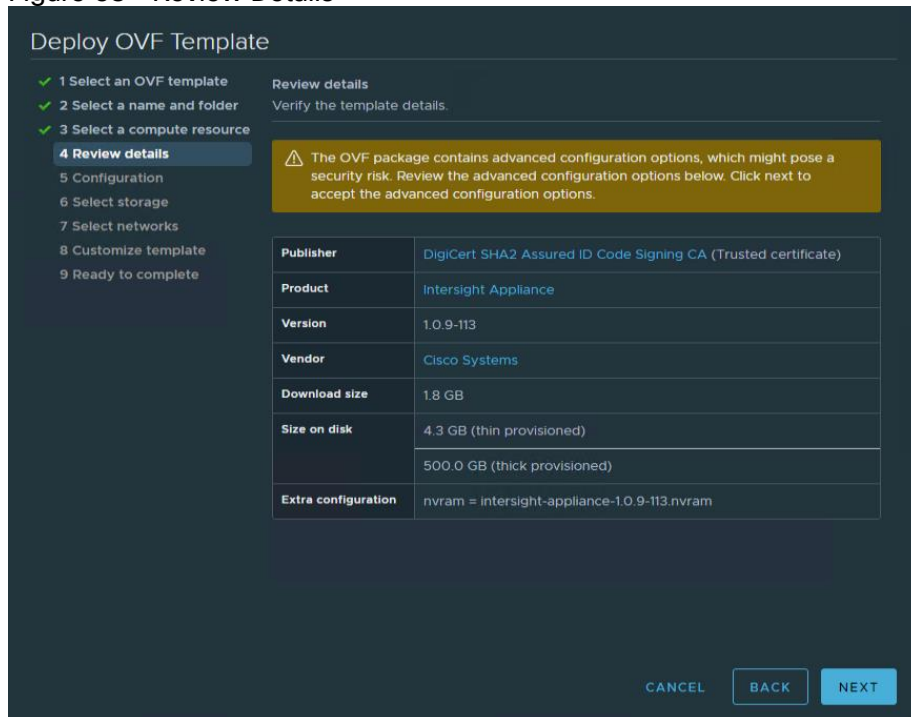 Deploy OVF Template
1 Select an OVF template
2 Select a name and folder
3 Select a compute resource
4 Review details
5 Configuration
6 Select storage
7 Select networks
8 Customize template
9 Ready to complete
Review details
Verify the template details.
The OVF package contains advanced configuration options, which might pose a
security risk. Review the advanced configuration options below. Click next to
accept the advanced configuration options.
Publisher DigiCert SHA2 Assured ID Code Signing CA (Trusted certificate)
Product Intersight Appliance
Version 1.0.9-113
Vendor Cisco Systems
Download size 1.8 GB
Size on disk 4.3 GB (thin provisioned)
500.0 GB (thick provisioned)
Extra configuration nvram = intersight-appliance-1.0.9-113.nvram
CANCEL BACK NEXT